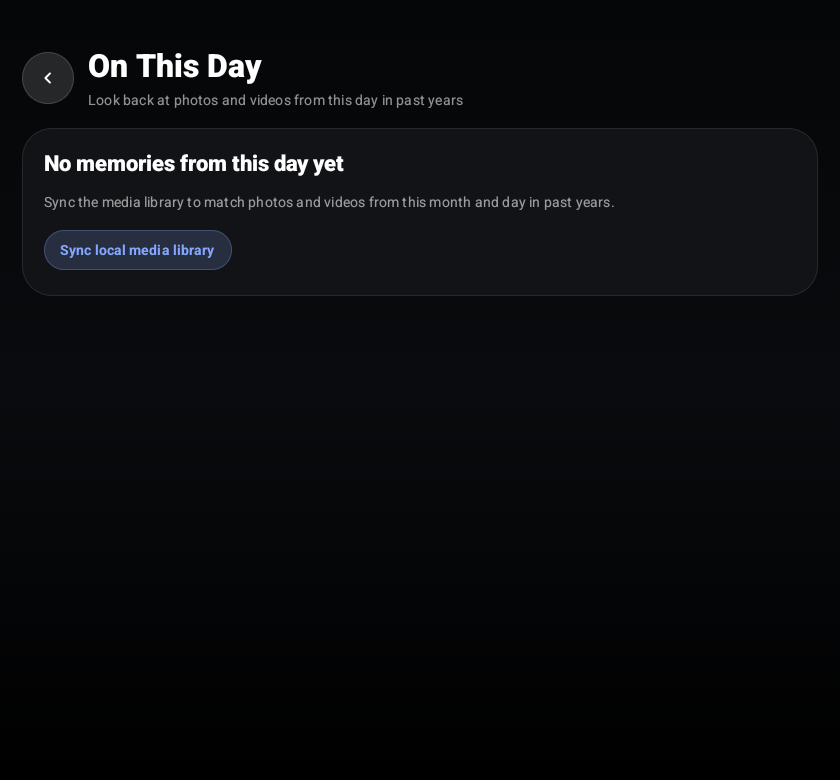 On This Day
Look back at photos and videos from this day in past years
No memories from this day yet
Sync the media library to match photos and videos from this month and day in past years.
Sync local media library